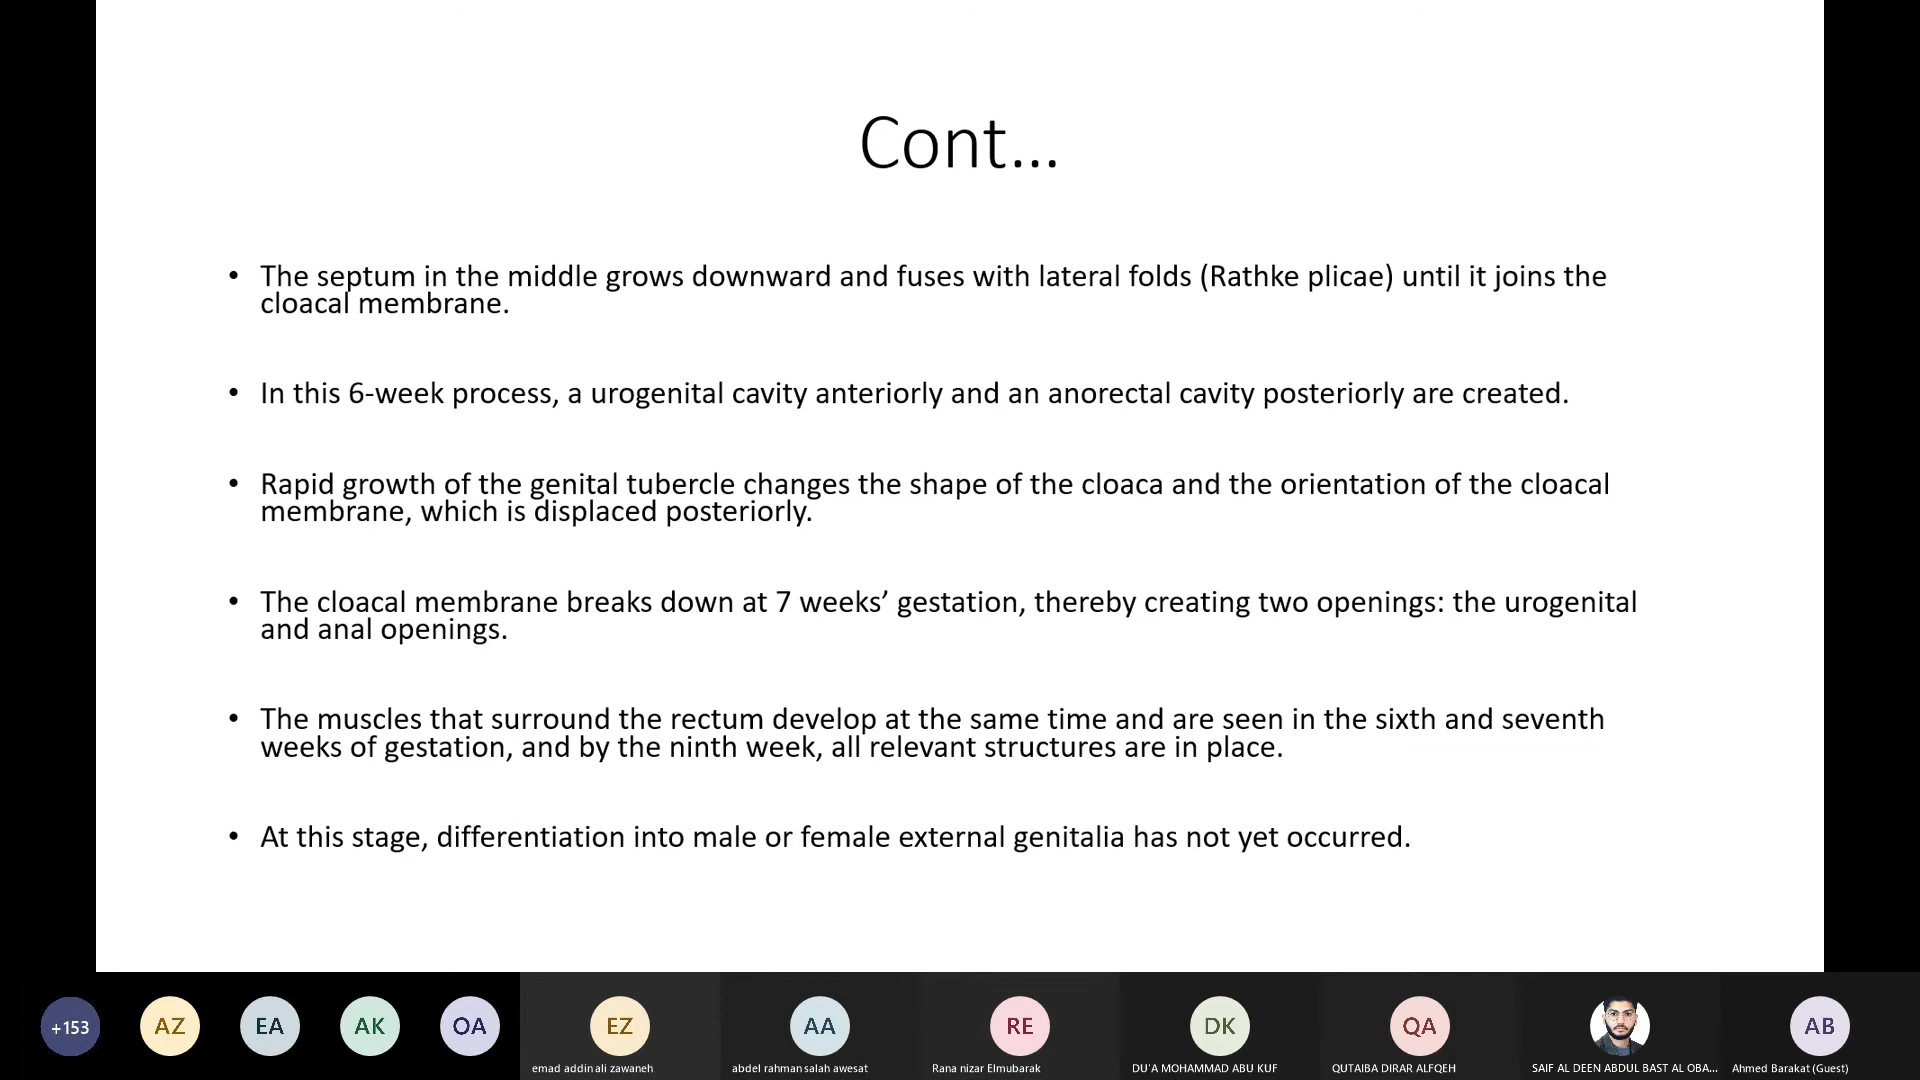 Cont...
• The septum in the middle grows downward and fuses with lateral folds (Rathke plicae) until it joins the
cloacal membrane.
• In this 6-week process, a urogenital cavity anteriorly and an anorectal cavity posteriorly are created.
• Rapid growth of the genital tubercle changes the shape of the cloaca and the orientation of the cloacal
membrane, which is displaced posteriorly.
• The cloacal membrane breaks down at 7 weeks’ gestation, thereby creating two openings: the urogenital
and anal openings.
• The muscles that surround the rectum develop at the same time and are seen in the sixth and seventh
weeks of gestation, and by the ninth week, all relevant structures are in place.
• At this stage, differentiation into male or female external genitalia has not yet occurred.
+153 AZ EA AK OA EZ AA RE DK QA AB
emad addin ali zawaneh abdel rahman salah awesat Rana nizar Elmubarak DU'A MOHAMMAD ABU KUF QUTAIBA DIRAR ALFQEH SAIF AL DEEN ABDUL BAST AL OBA... Ahmed Barakat (Guest)